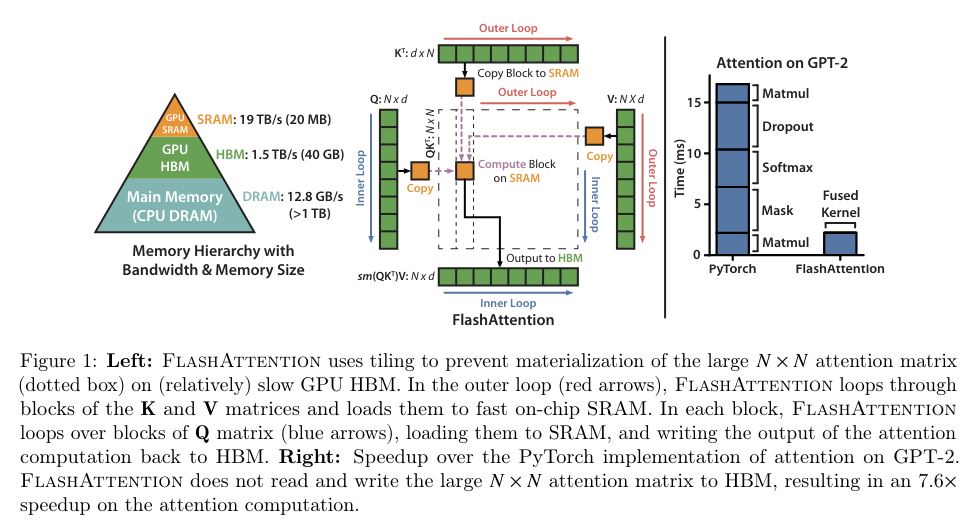 GPU
SRAM
SRAM: 19 TB/s (20 MB)
GPU
HBM
HBM: 1.5 TB/s (40 GB)
Main Memory
(CPU DRAM)
DRAM: 12.8 GB/s
(>1 TB)
Memory Hierarchy with
Bandwidth & Memory Size
Outer Loop
Kᵀ: d x N
Copy Block to SRAM
Outer Loop
Q: N x d
V: N X d
QKᵀ: N x N
Inner Loop
Copy
Compute Block
on SRAM
Copy
Inner Loop
Outer Loop
Output to HBM
sm(QKᵀ)V: N x d
Inner Loop
FlashAttention
Attention on GPT-2
Time (ms)
15
10
5
0
Matmul
Dropout
Softmax
Mask
Matmul
Fused
Kernel
PyTorch
FlashAttention
Figure 1: Left: FLASHATTENTION uses tiling to prevent materialization of the large N × N attention matrix
(dotted box) on (relatively) slow GPU HBM. In the outer loop (red arrows), FLASHATTENTION loops through
blocks of the K and V matrices and loads them to fast on-chip SRAM. In each block, FLASHATTENTION
loops over blocks of Q matrix (blue arrows), loading them to SRAM, and writing the output of the attention
computation back to HBM. Right: Speedup over the PyTorch implementation of attention on GPT-2.
FLASHATTENTION does not read and write the large N × N attention matrix to HBM, resulting in an 7.6×
speedup on the attention computation.